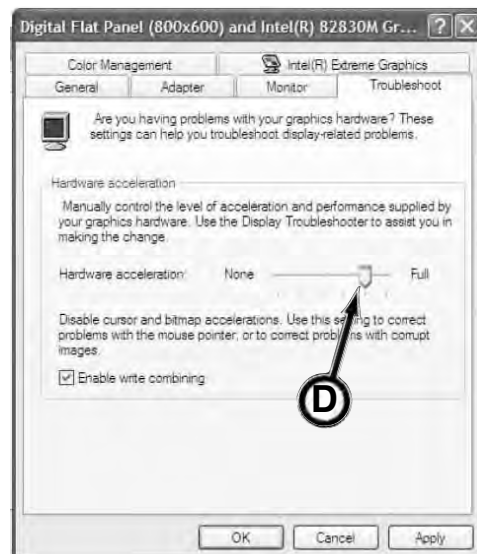 Digital Flat Panel (800x600) and Intel(R) 82830M Gr...
Color Management
Intel(R) Extreme Graphics
General
Adapter
Monitor
Troubleshoot
Are you having problems with your graphics hardware? These
settings can help you troubleshoot display-related problems.
Hardware acceleration
Manually control the level of acceleration and performance supplied by
your graphics hardware. Use the Display Troubleshooter to assist you in
making the change.
Hardware acceleration: None Full
Disable cursor and bitmap accelerations. Use this setting to correct
problems with the mouse pointer, or to correct problems with corrupt
images.
Enable write combining
D
OK
Cancel
Apply